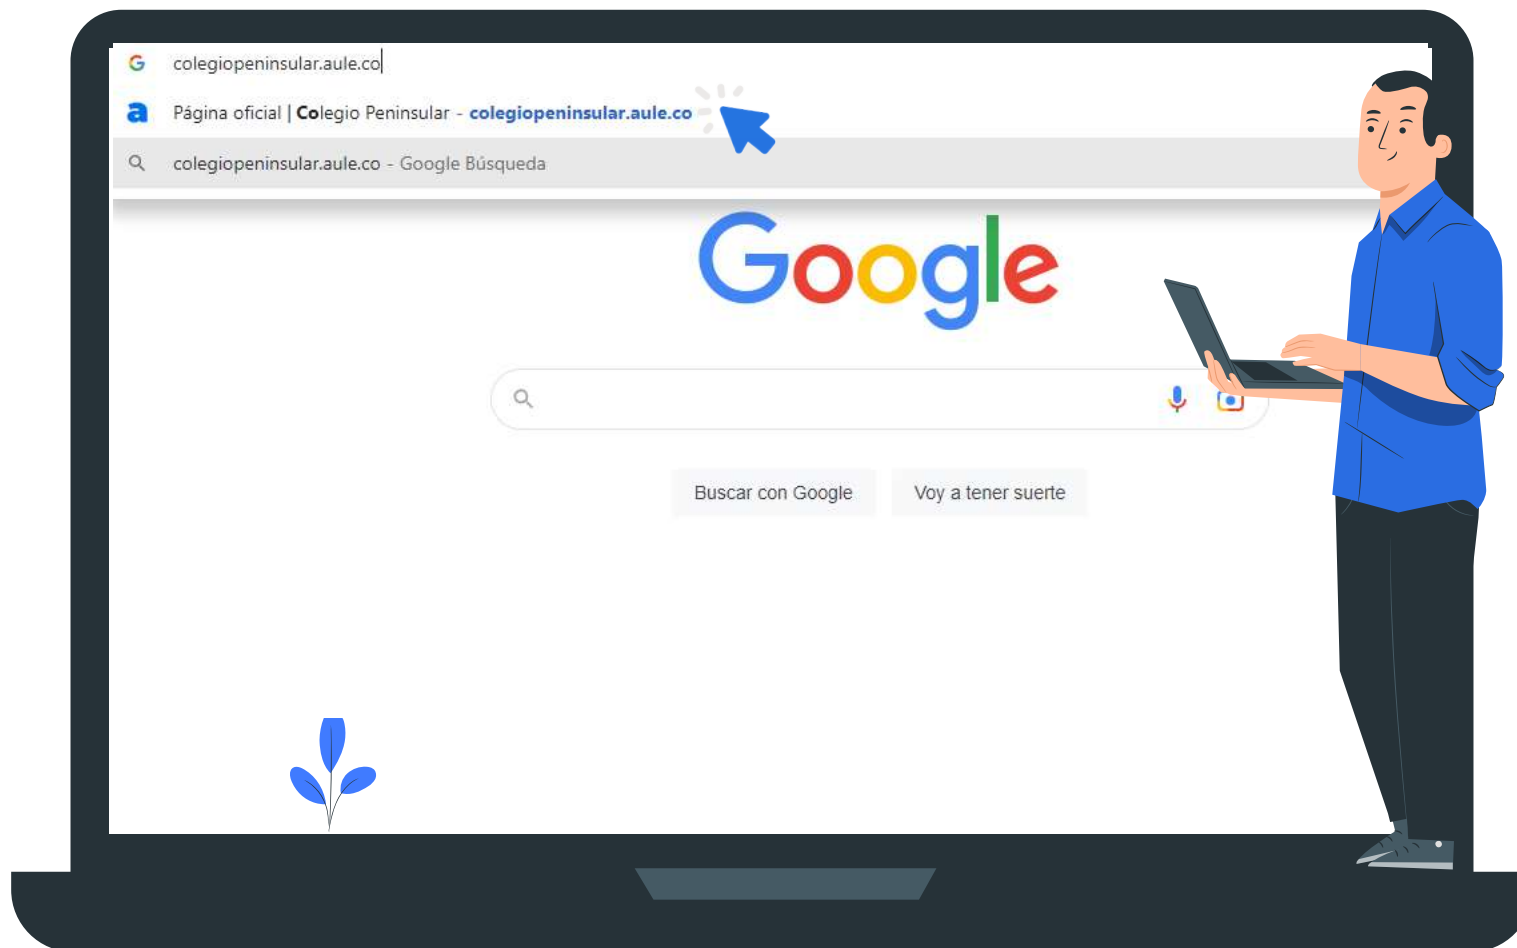 colegiopeninsular.aule.co
Página oficial | Colegio Peninsular - colegiopeninsular.aule.co
colegiopeninsular.aule.co - Google Búsqueda
Google
Buscar con Google
Voy a tener suerte